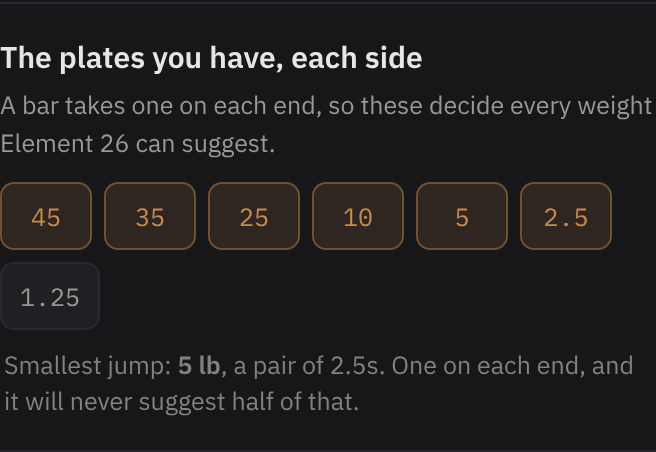 The plates you have, each side
A bar takes one on each end, so these decide every weight
Element 26 can suggest.
45 35 25 10 5 2.5
1.25
Smallest jump: 5 lb, a pair of 2.5s. One on each end, and
it will never suggest half of that.